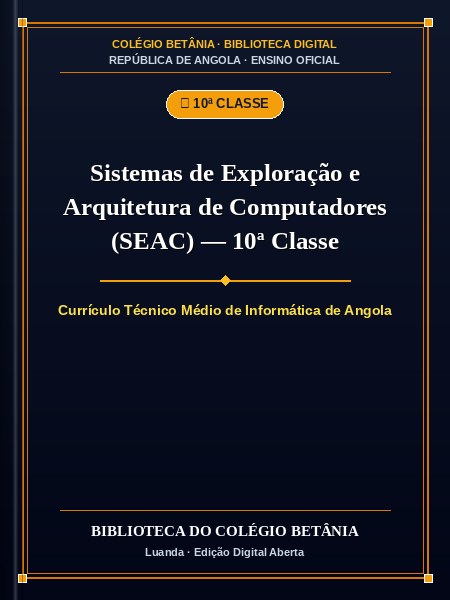 COLÉGIO BETÂNIA · BIBLIOTECA DIGITAL
REPÚBLICA DE ANGOLA · ENSINO OFICIAL
10ª CLASSE
Sistemas de Exploração e
Arquitetura de Computadores
(SEAC) — 10ª Classe
Currículo Técnico Médio de Informática de Angola
BIBLIOTECA DO COLÉGIO BETÂNIA
Luanda · Edição Digital Aberta